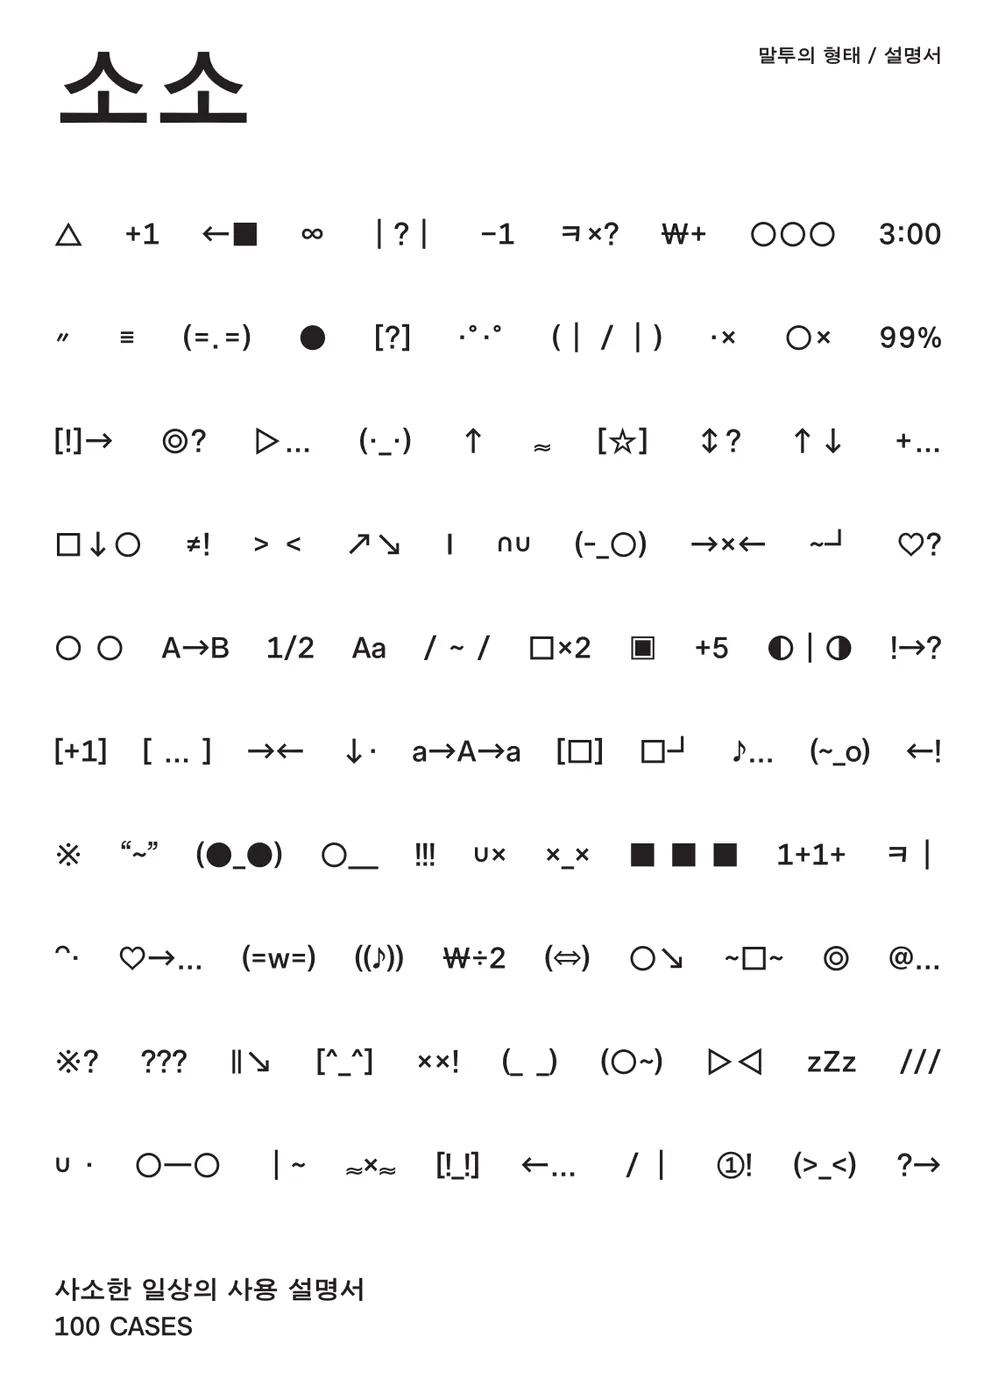 소소
말투의 형태 / 설명서
△ +1 ←■ ∞ |?| −1 ㅋ×? ₩+ ○○○ 3:00
〃 ≡ (=.=) ● [?] ·°·° (| / |) ·× ○× 99%
[!]→ ◎? ▷... (·_·) ↑ ≈ [☆] ↕? ↑↓ +...
□↓○ ≠! > < ↗↘ I ∩∪ (-_○) →×← ~┘ ♡?
○ ○ A→B 1/2 Aa / ~ / □×2 ▣ +5 ◐|◑ !→?
[+1] [ ... ] →← ↓· a→A→a [□] □┘ ♪... (~_o) ←!
※ “~” (●_●) ○__ !!! ∪× ×_× ■ ■ ■ 1+1+ ㅋ|
⌒· ♡→... (=w=) ((♪)) ₩÷2 (⇔) ○↘ ~□~ ◎ @...
※? ??? ‖↘ [^_^] ××! (_ _) (○~) ▷◁ zZz ///
∪ · ○—○ |~ ≈×≈ [!_!] ←... / | ①! (>_<) ?→
사소한 일상의 사용 설명서
100 CASES